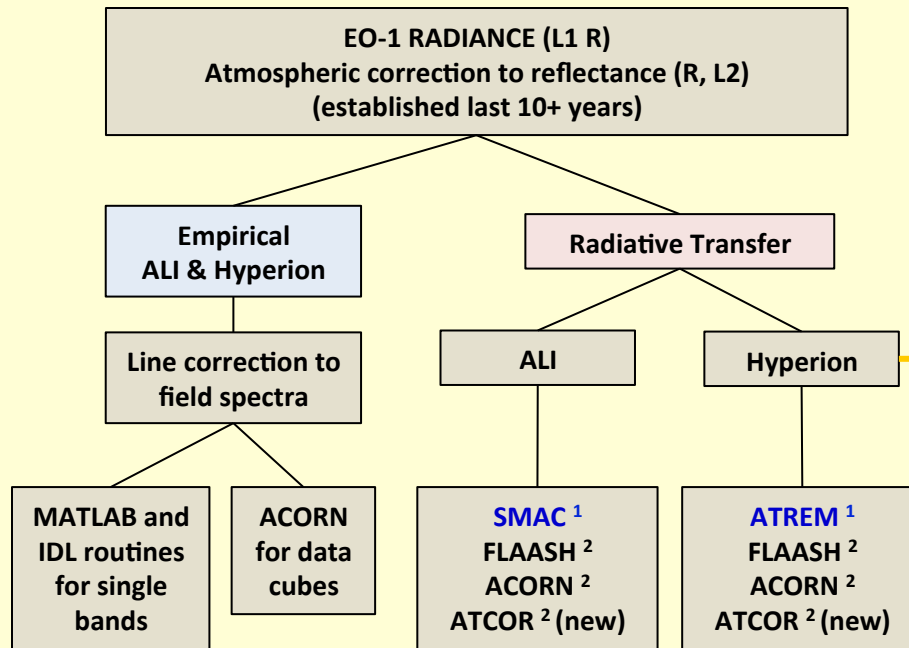 EO-1 RADIANCE (L1 R)
Atmospheric correction to reflectance (R, L2)
(established last 10+ years)
Empirical
ALI & Hyperion
Radiative Transfer
Line correction to
field spectra
ALI
Hyperion
MATLAB and
IDL routines
for single
bands
ACORN
for data
cubes
SMAC ¹
FLAASH ²
ACORN ²
ATCOR ² (new)
ATREM ¹
FLAASH ²
ACORN ²
ATCOR ² (new)